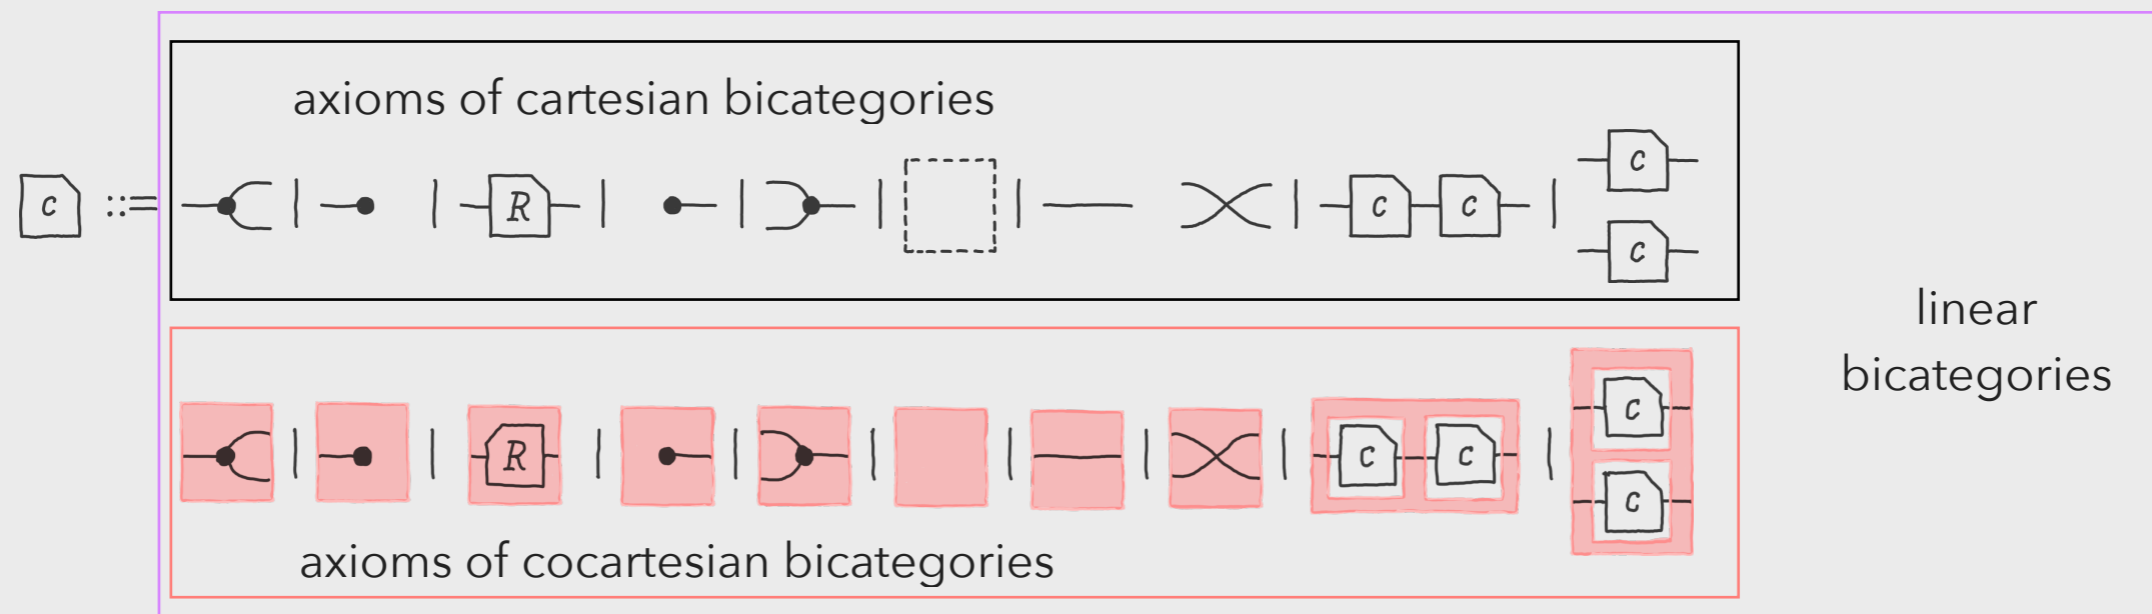 axioms of cartesian bicategories
c ::= | | R | | | | | c c | c
c
linear
bicategories
| | R | | | | | | c c | c
c
axioms of cocartesian bicategories